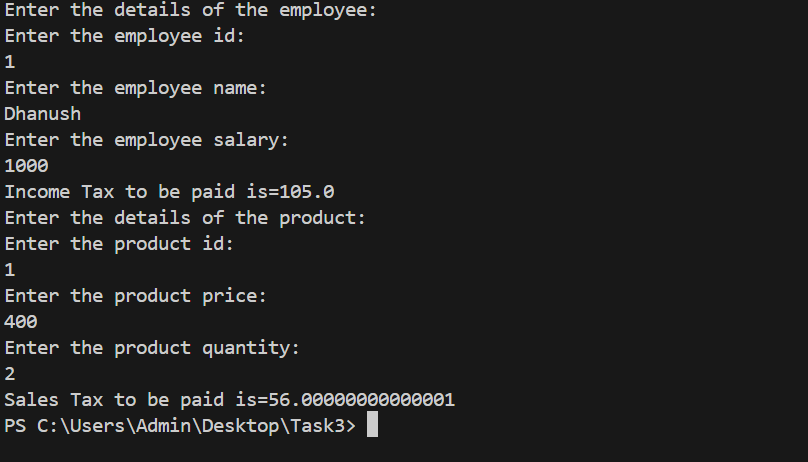 Enter the details of the employee:
Enter the employee id:
1
Enter the employee name:
Dhanush
Enter the employee salary:
1000
Income Tax to be paid is=105.0
Enter the details of the product:
Enter the product id:
1
Enter the product price:
400
Enter the product quantity:
2
Sales Tax to be paid is=56.00000000000001
PS C:\Users\Admin\Desktop\Task3>